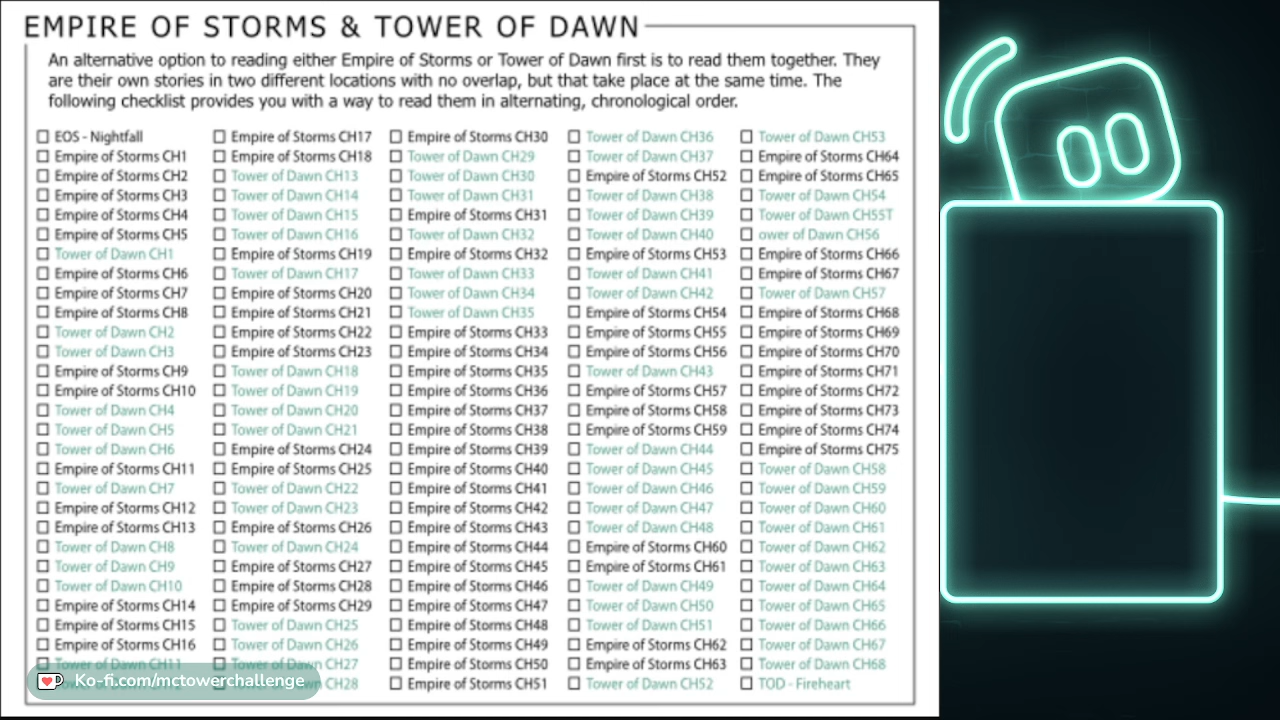 EMPIRE OF STORMS & TOWER OF DAWN
An alternative option to reading either Empire of Storms or Tower of Dawn first is to read them together. They
are their own stories in two different locations with no overlap, but that take place at the same time. The
following checklist provides you with a way to read them in alternating, chronological order.
EOS - Nightfall
Empire of Storms CH1
Empire of Storms CH2
Empire of Storms CH3
Empire of Storms CH4
Empire of Storms CH5
Tower of Dawn CH1
Empire of Storms CH6
Empire of Storms CH7
Empire of Storms CH8
Tower of Dawn CH2
Tower of Dawn CH3
Empire of Storms CH9
Empire of Storms CH10
Tower of Dawn CH4
Tower of Dawn CH5
Tower of Dawn CH6
Empire of Storms CH11
Tower of Dawn CH7
Empire of Storms CH12
Empire of Storms CH13
Tower of Dawn CH8
Tower of Dawn CH9
Tower of Dawn CH10
Empire of Storms CH14
Empire of Storms CH15
Empire of Storms CH16
Tower of Dawn CH11
Empire of Storms CH17
Empire of Storms CH18
Tower of Dawn CH13
Tower of Dawn CH14
Tower of Dawn CH15
Tower of Dawn CH16
Empire of Storms CH19
Tower of Dawn CH17
Empire of Storms CH20
Empire of Storms CH21
Empire of Storms CH22
Empire of Storms CH23
Tower of Dawn CH18
Tower of Dawn CH19
Tower of Dawn CH20
Tower of Dawn CH21
Empire of Storms CH24
Empire of Storms CH25
Tower of Dawn CH22
Tower of Dawn CH23
Empire of Storms CH26
Tower of Dawn CH24
Empire of Storms CH27
Empire of Storms CH28
Empire of Storms CH29
Tower of Dawn CH25
Tower of Dawn CH26
Tower of Dawn CH27
Tower of Dawn CH28
Empire of Storms CH30
Tower of Dawn CH29
Tower of Dawn CH30
Tower of Dawn CH31
Empire of Storms CH31
Tower of Dawn CH32
Empire of Storms CH32
Tower of Dawn CH33
Tower of Dawn CH34
Tower of Dawn CH35
Empire of Storms CH33
Empire of Storms CH34
Empire of Storms CH35
Empire of Storms CH36
Empire of Storms CH37
Empire of Storms CH38
Empire of Storms CH39
Empire of Storms CH40
Empire of Storms CH41
Empire of Storms CH42
Empire of Storms CH43
Empire of Storms CH44
Empire of Storms CH45
Empire of Storms CH46
Empire of Storms CH47
Empire of Storms CH48
Empire of Storms CH49
Empire of Storms CH50
Empire of Storms CH51
Tower of Dawn CH36
Tower of Dawn CH37
Empire of Storms CH52
Tower of Dawn CH38
Tower of Dawn CH39
Tower of Dawn CH40
Empire of Storms CH53
Tower of Dawn CH41
Tower of Dawn CH42
Empire of Storms CH54
Empire of Storms CH55
Empire of Storms CH56
Tower of Dawn CH43
Empire of Storms CH57
Empire of Storms CH58
Empire of Storms CH59
Tower of Dawn CH44
Tower of Dawn CH45
Tower of Dawn CH46
Tower of Dawn CH47
Tower of Dawn CH48
Empire of Storms CH60
Empire of Storms CH61
Tower of Dawn CH49
Tower of Dawn CH50
Tower of Dawn CH51
Empire of Storms CH62
Empire of Storms CH63
Tower of Dawn CH52
Tower of Dawn CH53
Empire of Storms CH64
Empire of Storms CH65
Tower of Dawn CH54
Tower of Dawn CH55T
ower of Dawn CH56
Empire of Storms CH66
Empire of Storms CH67
Tower of Dawn CH57
Empire of Storms CH68
Empire of Storms CH69
Empire of Storms CH70
Empire of Storms CH71
Empire of Storms CH72
Empire of Storms CH73
Empire of Storms CH74
Empire of Storms CH75
Tower of Dawn CH58
Tower of Dawn CH59
Tower of Dawn CH60
Tower of Dawn CH61
Tower of Dawn CH62
Tower of Dawn CH63
Tower of Dawn CH64
Tower of Dawn CH65
Tower of Dawn CH66
Tower of Dawn CH67
Tower of Dawn CH68
TOD - Fireheart
Ko-fi.com/mctowerchallenge